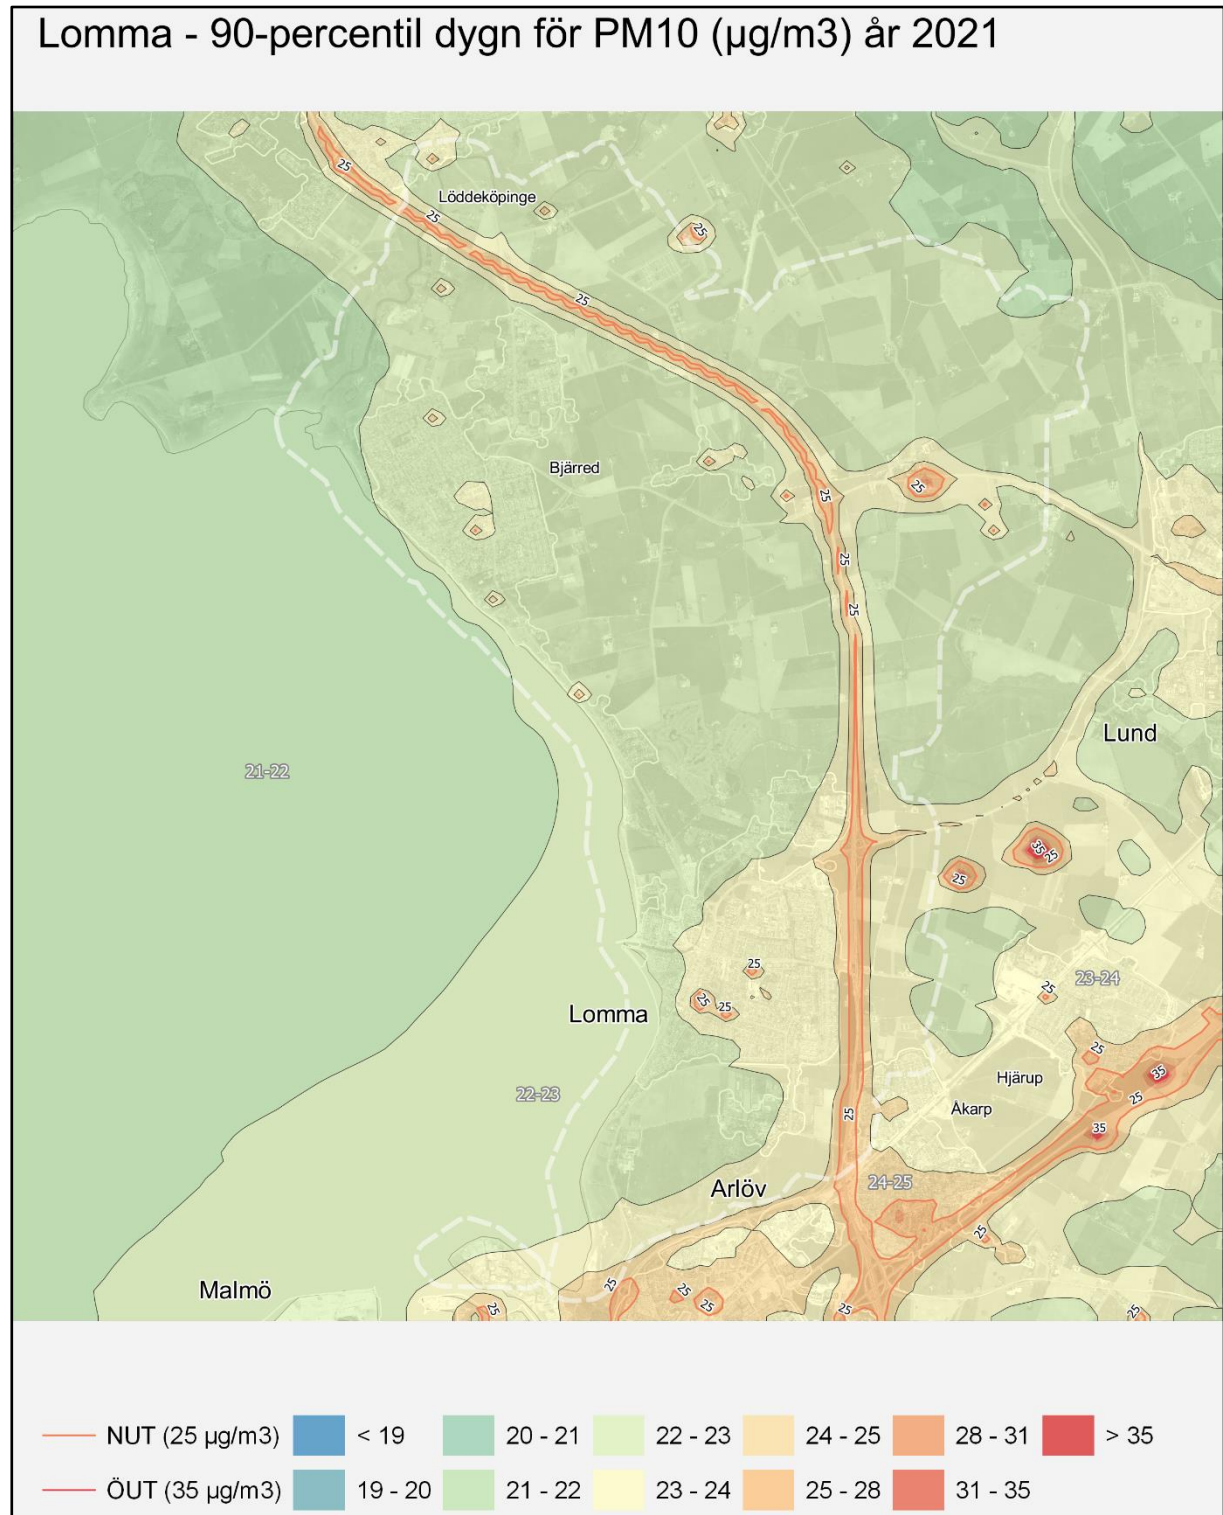 Lomma - 90-percentil dygn för PM10 (µg/m3) år 2021
25
25
Löddeköpinge
25
25
Bjärred
25
25
25
25
Lund
21-22
35
25
25
25
23-24
25
25
25
Lomma
25
35
Hjärup
22-23
25
Åkarp
25
35
24-25
Arlöv
25
Malmö
25
25
25
25
25
25
NUT (25 µg/m3)
< 19
20 - 21
22 - 23
24 - 25
28 - 31
> 35
ÖUT (35 µg/m3)
19 - 20
21 - 22
23 - 24
25 - 28
31 - 35